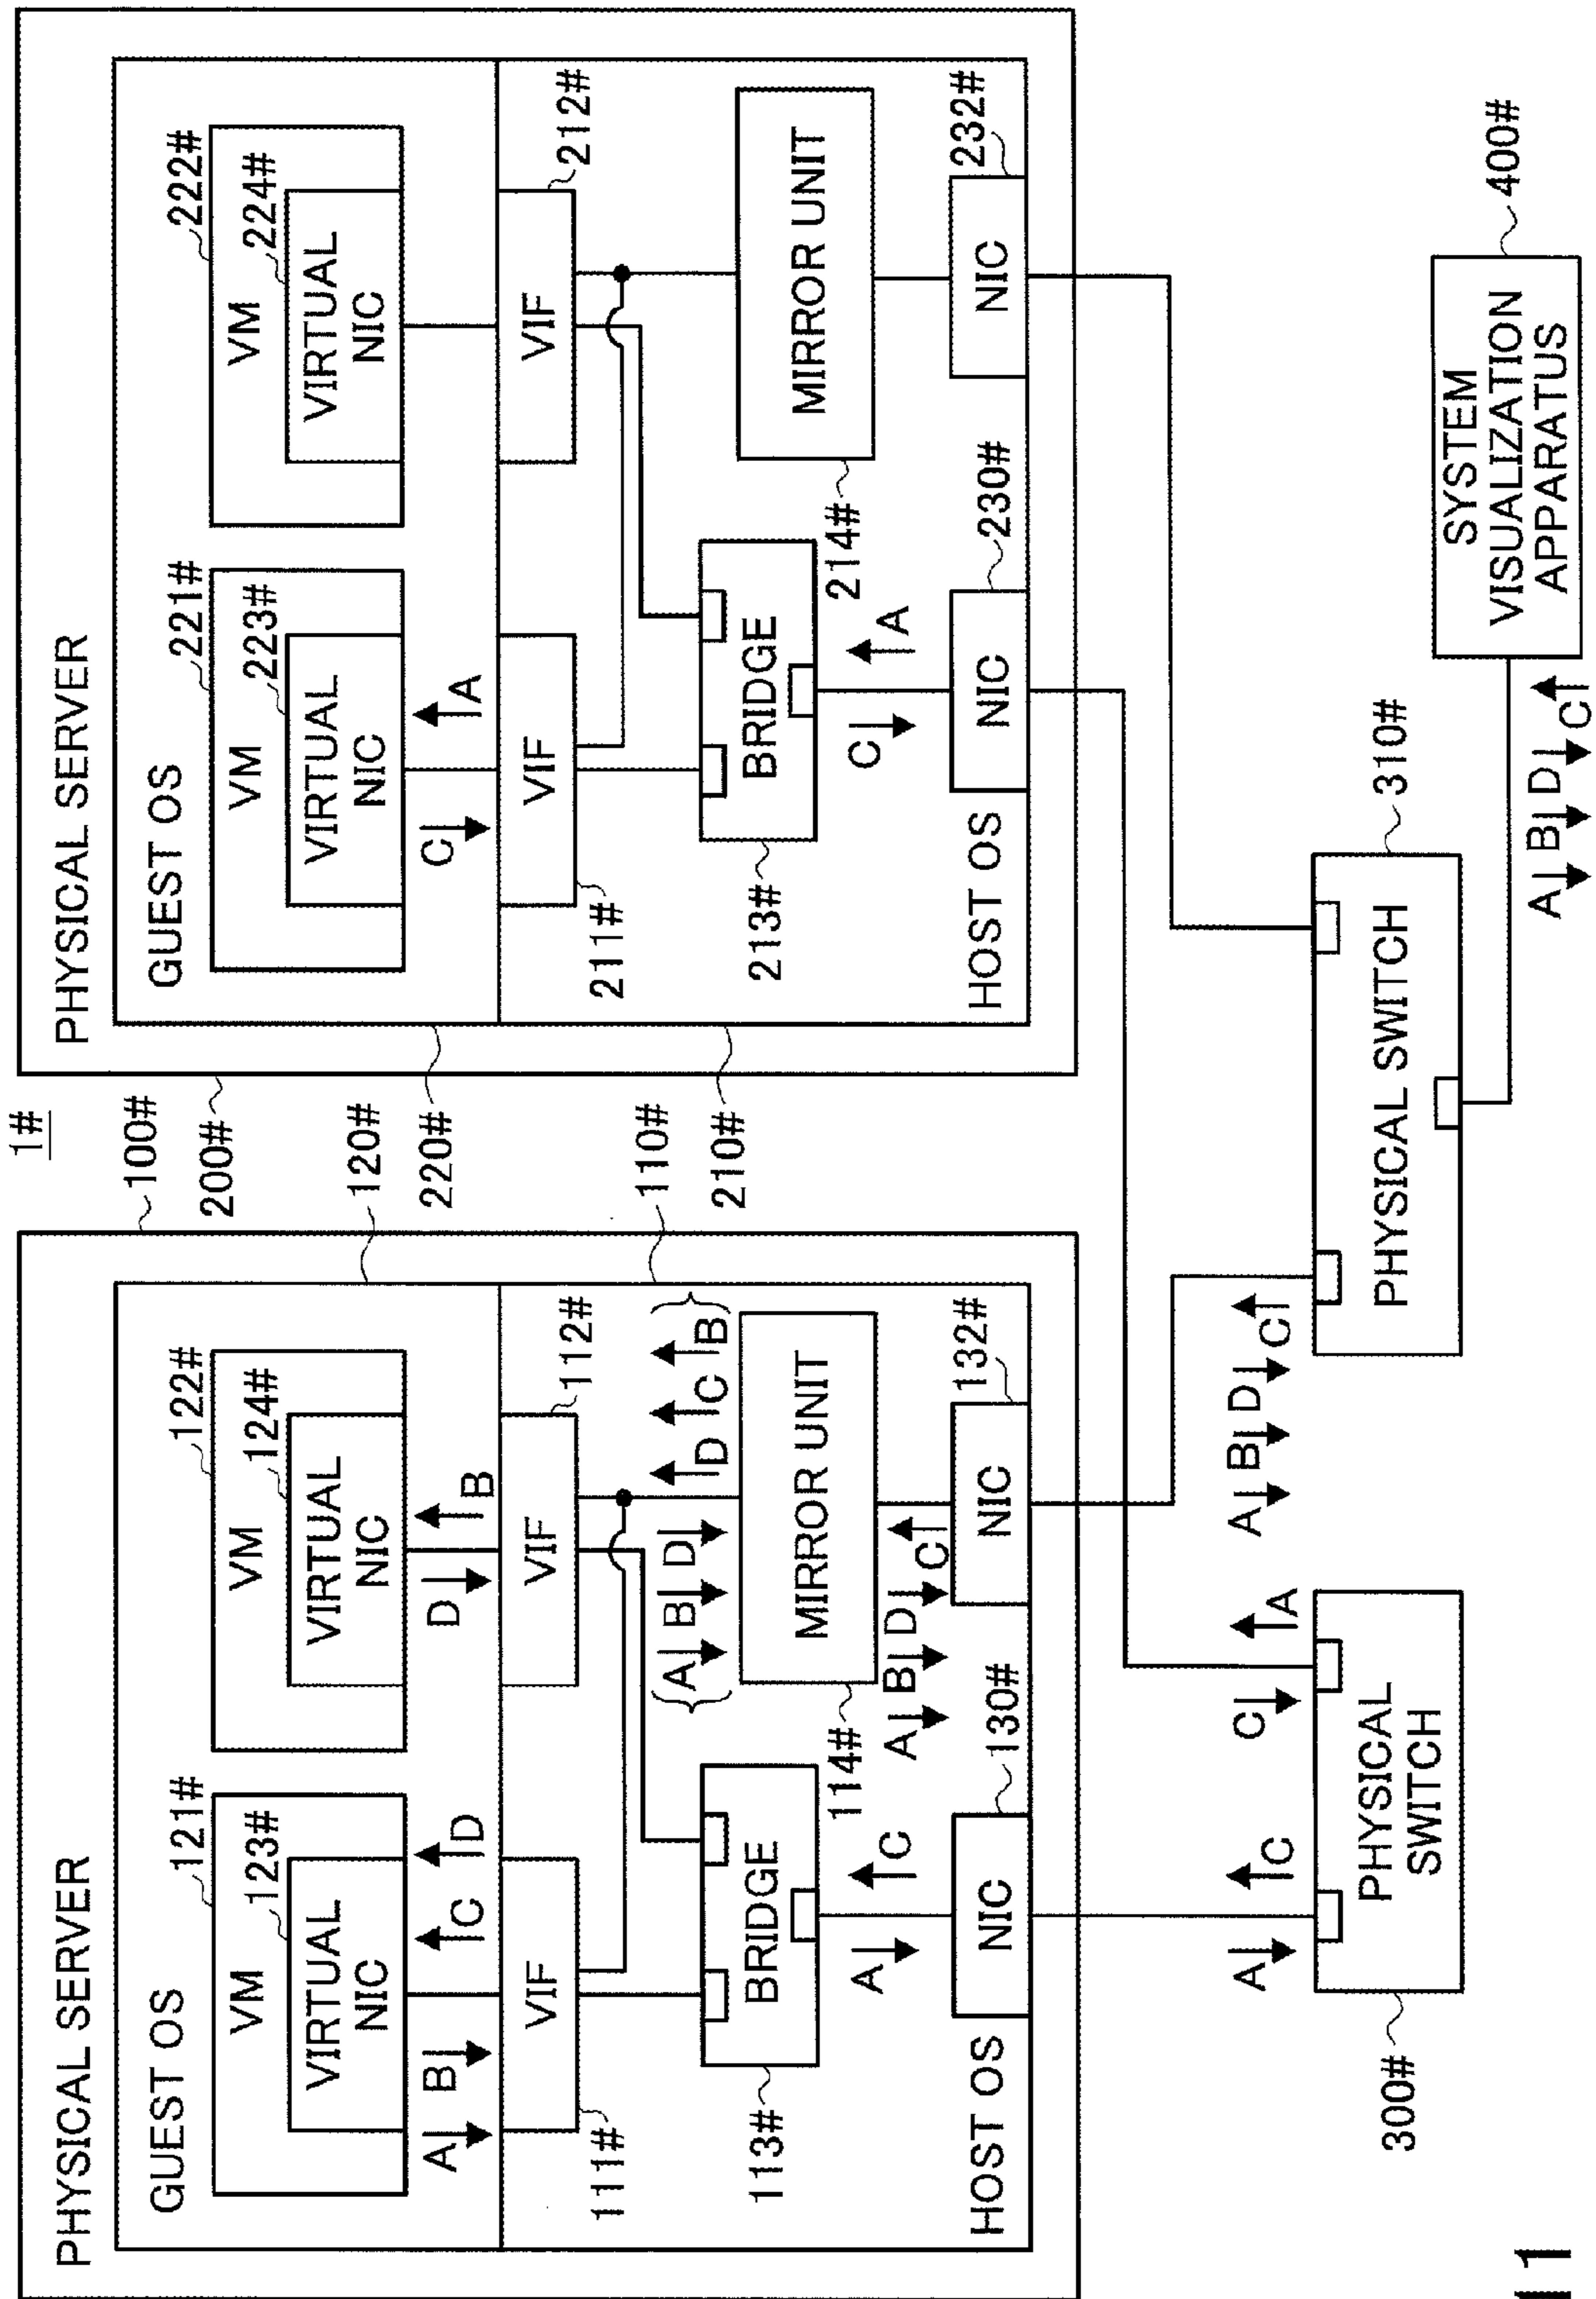 1#
PHYSICAL SERVER
100#
GUEST OS
120#
121#
VM
123#
VIRTUAL
NIC
122#
VM
124#
VIRTUAL
NIC
A
B
C
D
D
B
111#
VIF
112#
VIF
110#
A
B
D
D
C
B
113#
BRIDGE
114#
MIRROR UNIT
A
C
A
B
D
C
HOST OS
130#
NIC
132#
NIC
PHYSICAL SERVER
200#
GUEST OS
220#
221#
VM
223#
VIRTUAL
NIC
222#
VM
224#
VIRTUAL
NIC
C
A
211#
VIF
212#
VIF
210#
213#
BRIDGE
214#
MIRROR UNIT
C
A
HOST OS
230#
NIC
232#
NIC
A
C
C
A
300#
PHYSICAL
SWITCH
A
B
D
C
310#
PHYSICAL SWITCH
400#
SYSTEM
VISUALIZATION
APPARATUS
A
B
D
C
11